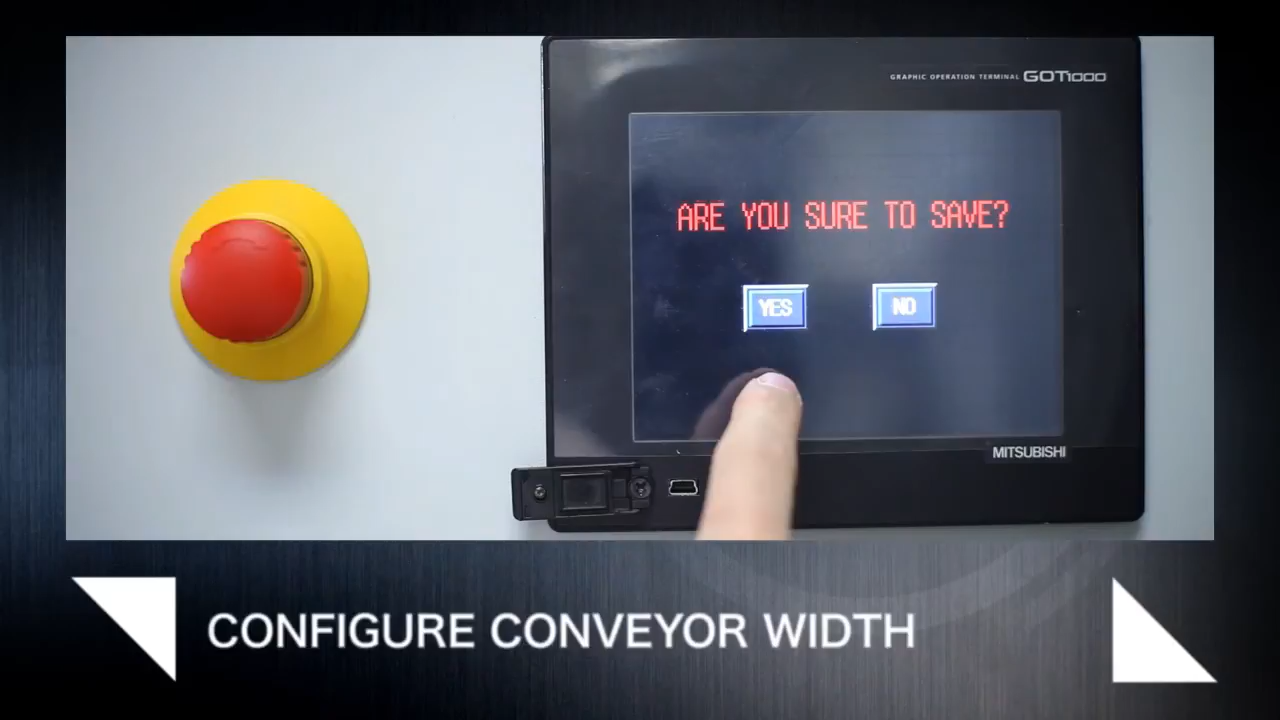 GRAPHIC OPERATION TERMINAL GOT1000
ARE YOU SURE TO SAVE?
YES NO
MITSUBISHI
CONFIGURE CONVEYOR WIDTH